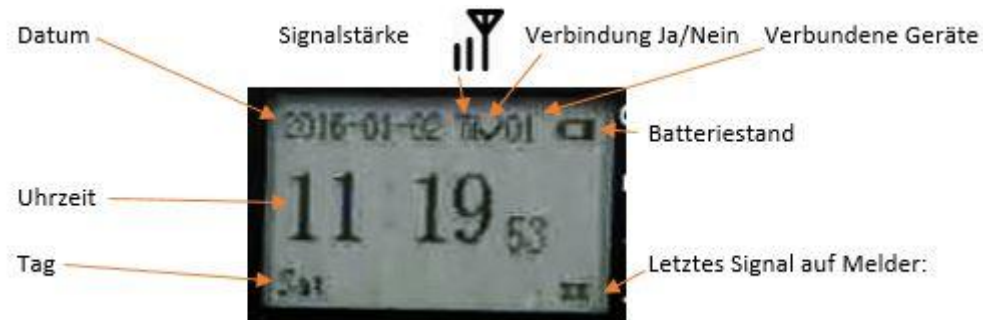 Datum Signalstärke Verbindung Ja/Nein Verbundene Geräte
2016-01-02 01
Batteriestand
Uhrzeit
11 19 53
Tag
Sat
Letztes Signal auf Melder: